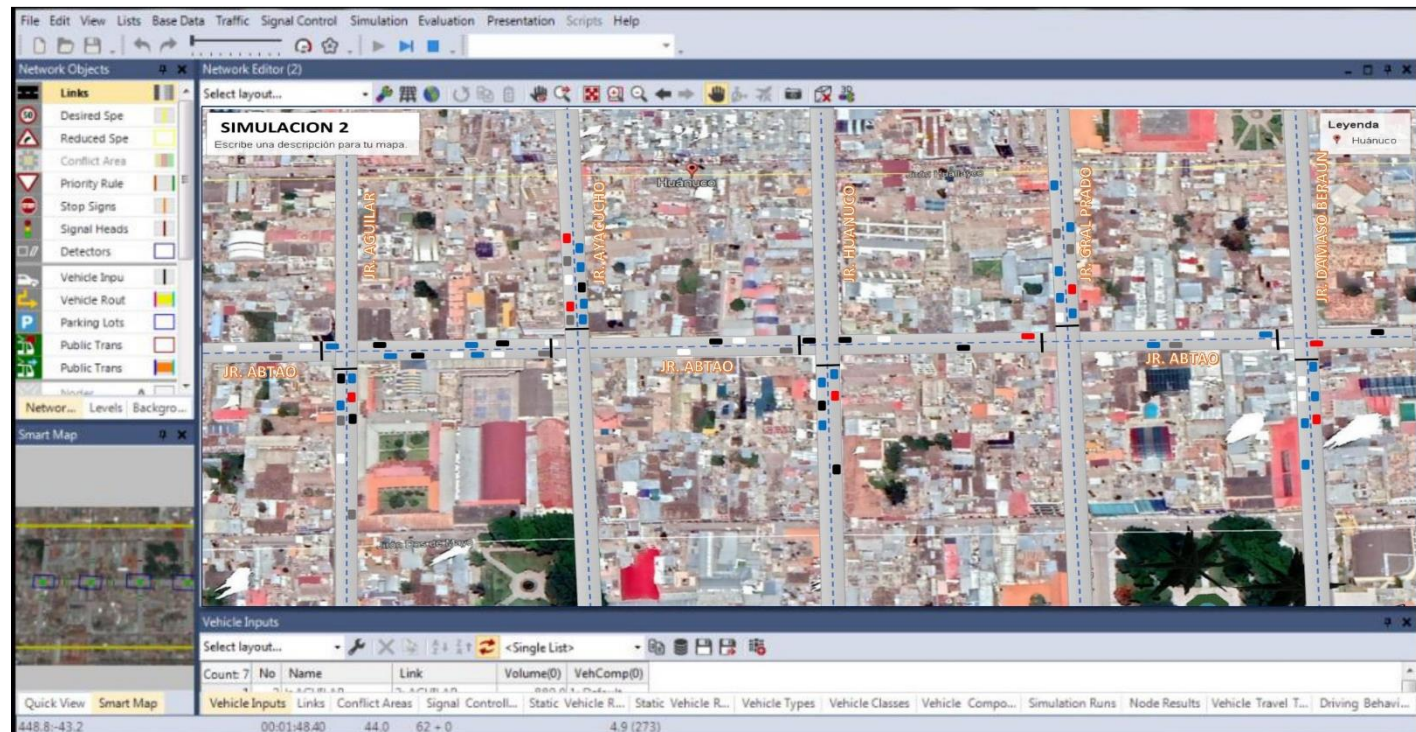 File Edit View Lists Base Data Traffic Signal Control Simulation Evaluation Presentation Scripts Help
Network Objects
Network Editor (2)
Select layout...
Links
Desired Spe
Reduced Spe
Conflict Area
Priority Rule
Stop Signs
Signal Heads
Detectors
Vehicle Inpu
Vehicle Rout
Parking Lots
Public Trans
Public Trans
Networ... Levels Backgro...
Smart Map
Quick View Smart Map
SIMULACION 2
Escribe una descripción para tu mapa.
Leyenda
Huánuco
Huánuco
JR. AGUILAR
JR. AYACUCHO
JR. HUANUCO
JR. GRAL PRADO
JR. DAMASO BERAUN
JR. ABTAO
JR. ABTAO
JR. ABTAO
Vehicle Inputs
Select layout...
<Single List>
Count: 7 No Name Link Volume(0) VehComp(0)
Vehicle Inputs Links Conflict Areas Signal Controll... Static Vehicle R... Static Vehicle R... Vehicle Types Vehicle Classes Vehicle Compo... Simulation Runs Node Results Vehicle Travel T... Driving Behavi...
448.8:-43.2 00:01:48.40 44.0 62 + 0 4.9 (273)